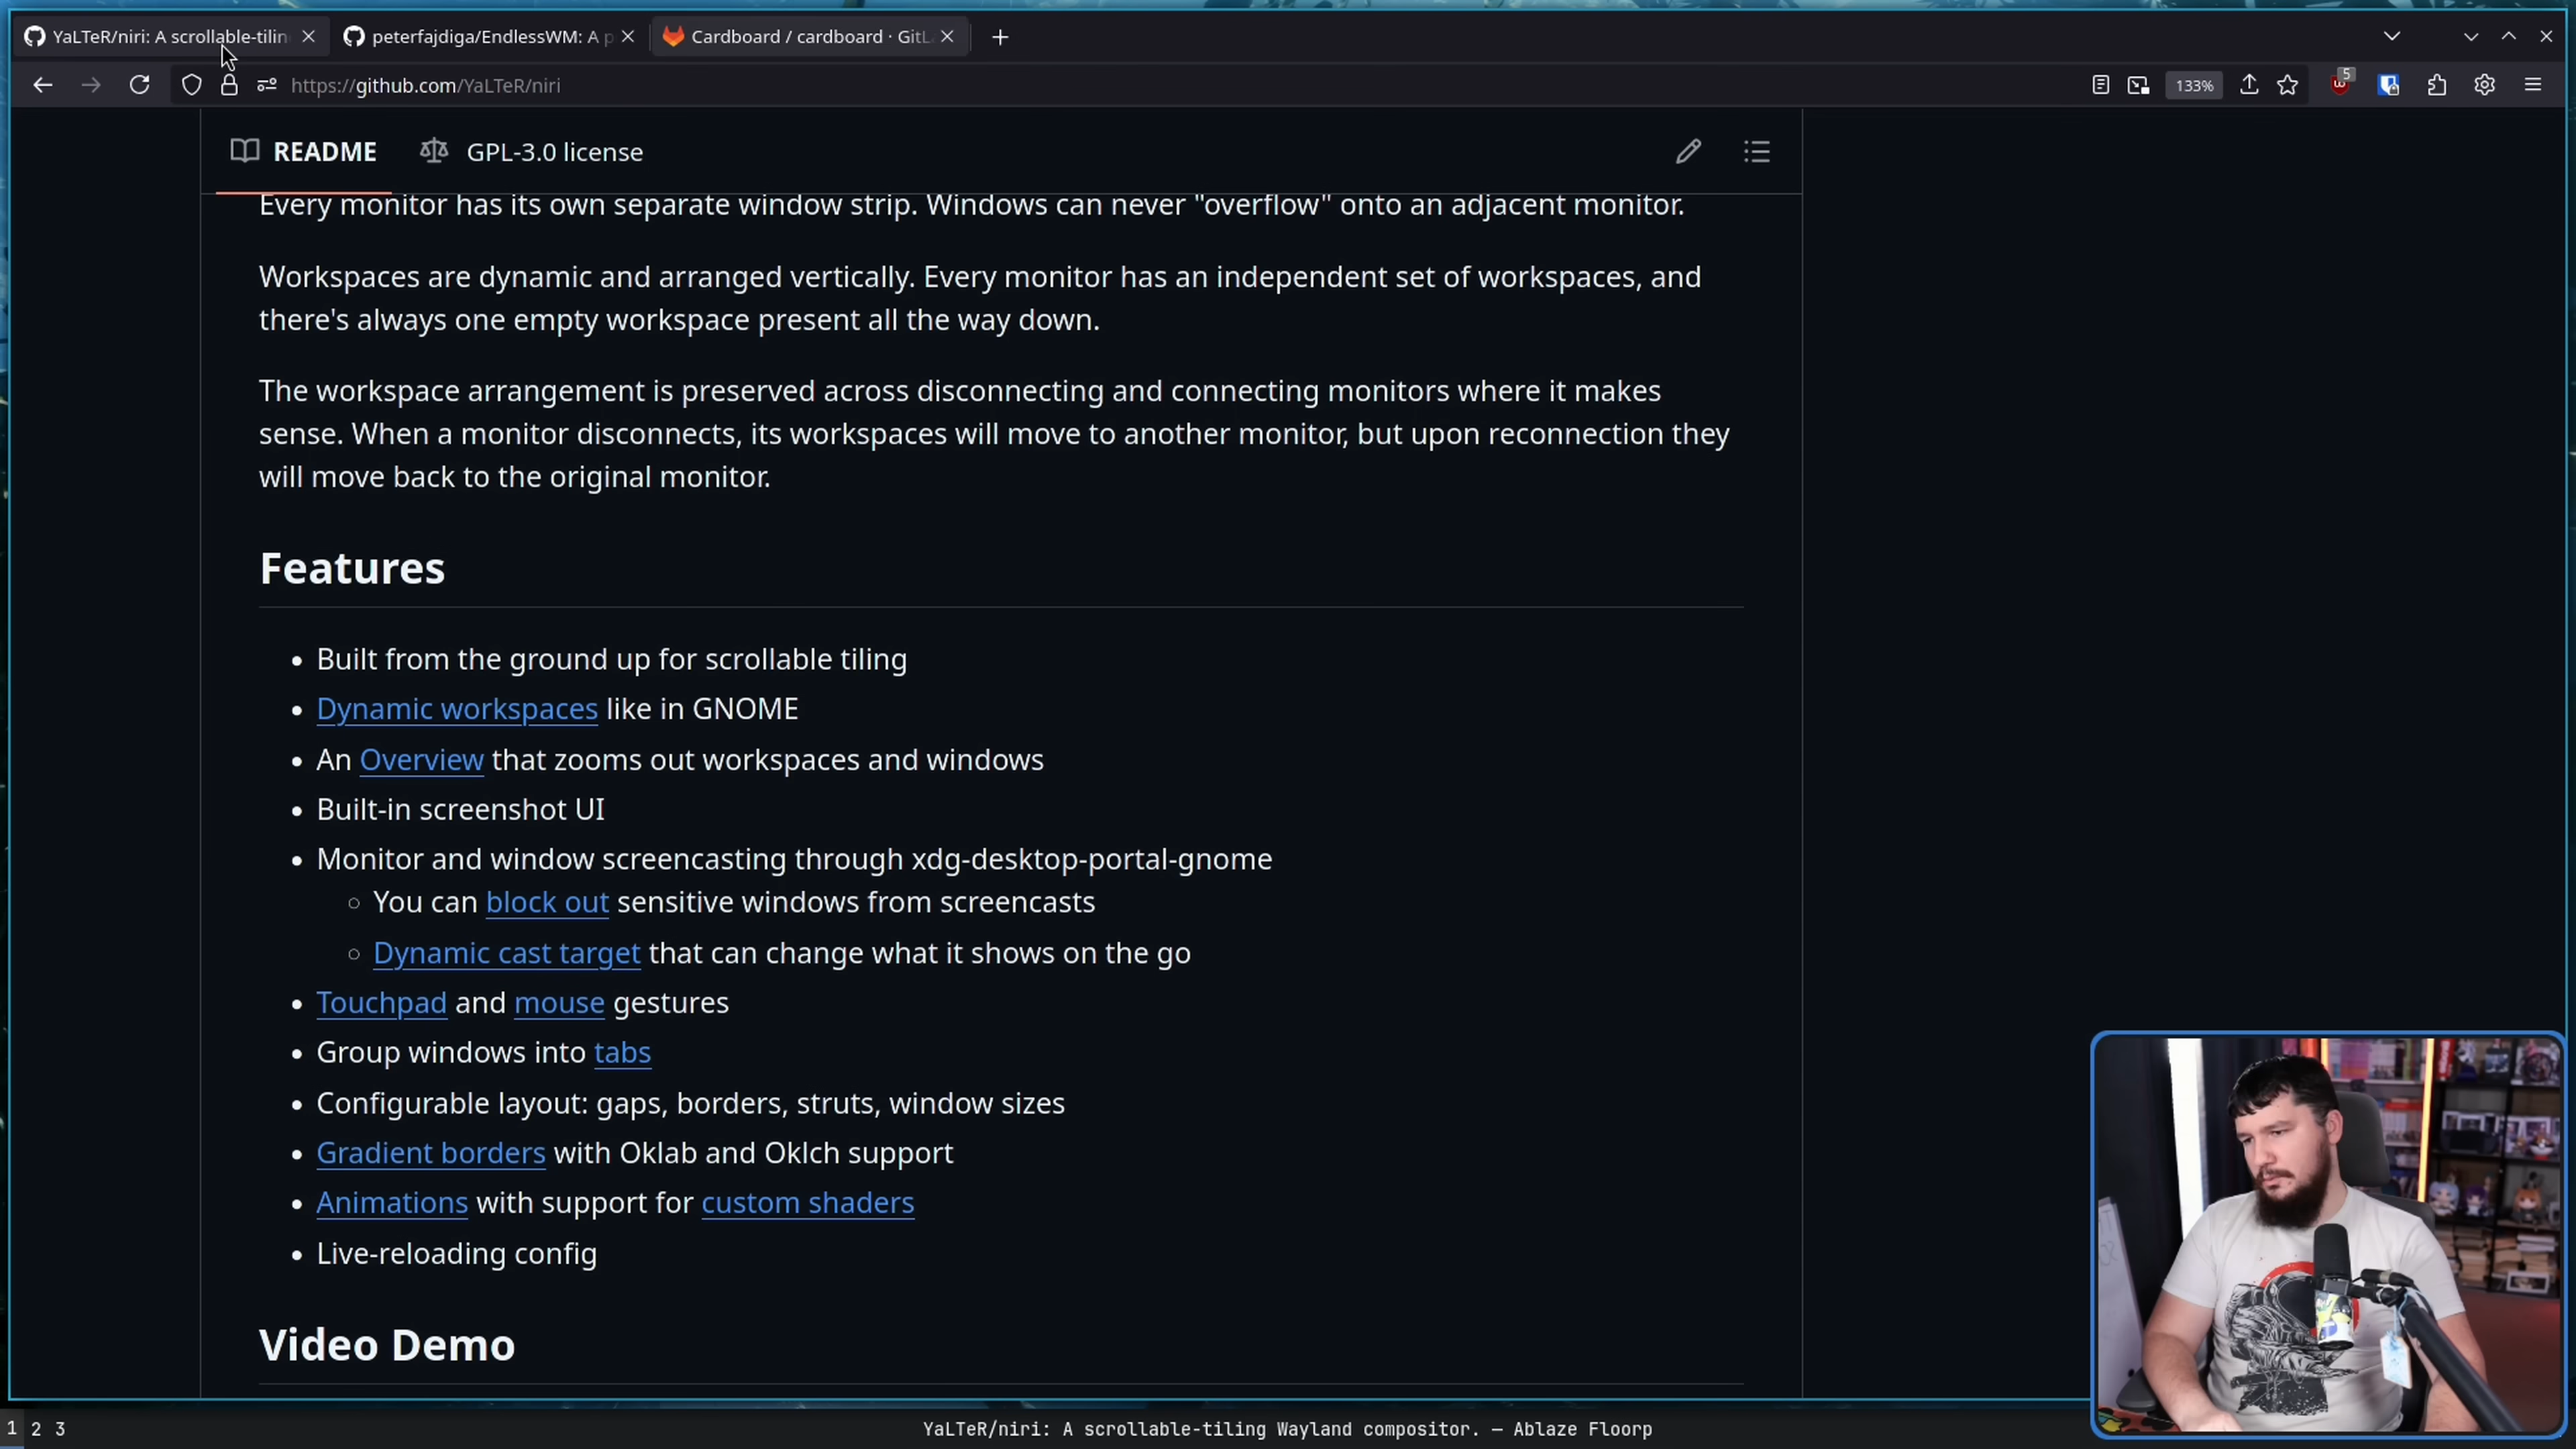 YaLTeR/niri: A scrollable-tilin
peterfajdiga/EndlessWM: A p
Cardboard / cardboard · GitL
https://github.com/YaLTeR/niri
133%
5
README
GPL-3.0 license
Every monitor has its own separate window strip. Windows can never "overflow" onto an adjacent monitor.
Workspaces are dynamic and arranged vertically. Every monitor has an independent set of workspaces, and
there's always one empty workspace present all the way down.
The workspace arrangement is preserved across disconnecting and connecting monitors where it makes
sense. When a monitor disconnects, its workspaces will move to another monitor, but upon reconnection they
will move back to the original monitor.
Features
• Built from the ground up for scrollable tiling
• Dynamic workspaces like in GNOME
• An Overview that zooms out workspaces and windows
• Built-in screenshot UI
• Monitor and window screencasting through xdg-desktop-portal-gnome
○ You can block out sensitive windows from screencasts
○ Dynamic cast target that can change what it shows on the go
• Touchpad and mouse gestures
• Group windows into tabs
• Configurable layout: gaps, borders, struts, window sizes
• Gradient borders with Oklab and Oklch support
• Animations with support for custom shaders
• Live-reloading config
Video Demo
1 2 3
YaLTeR/niri: A scrollable-tiling Wayland compositor. — Ablaze Floorp